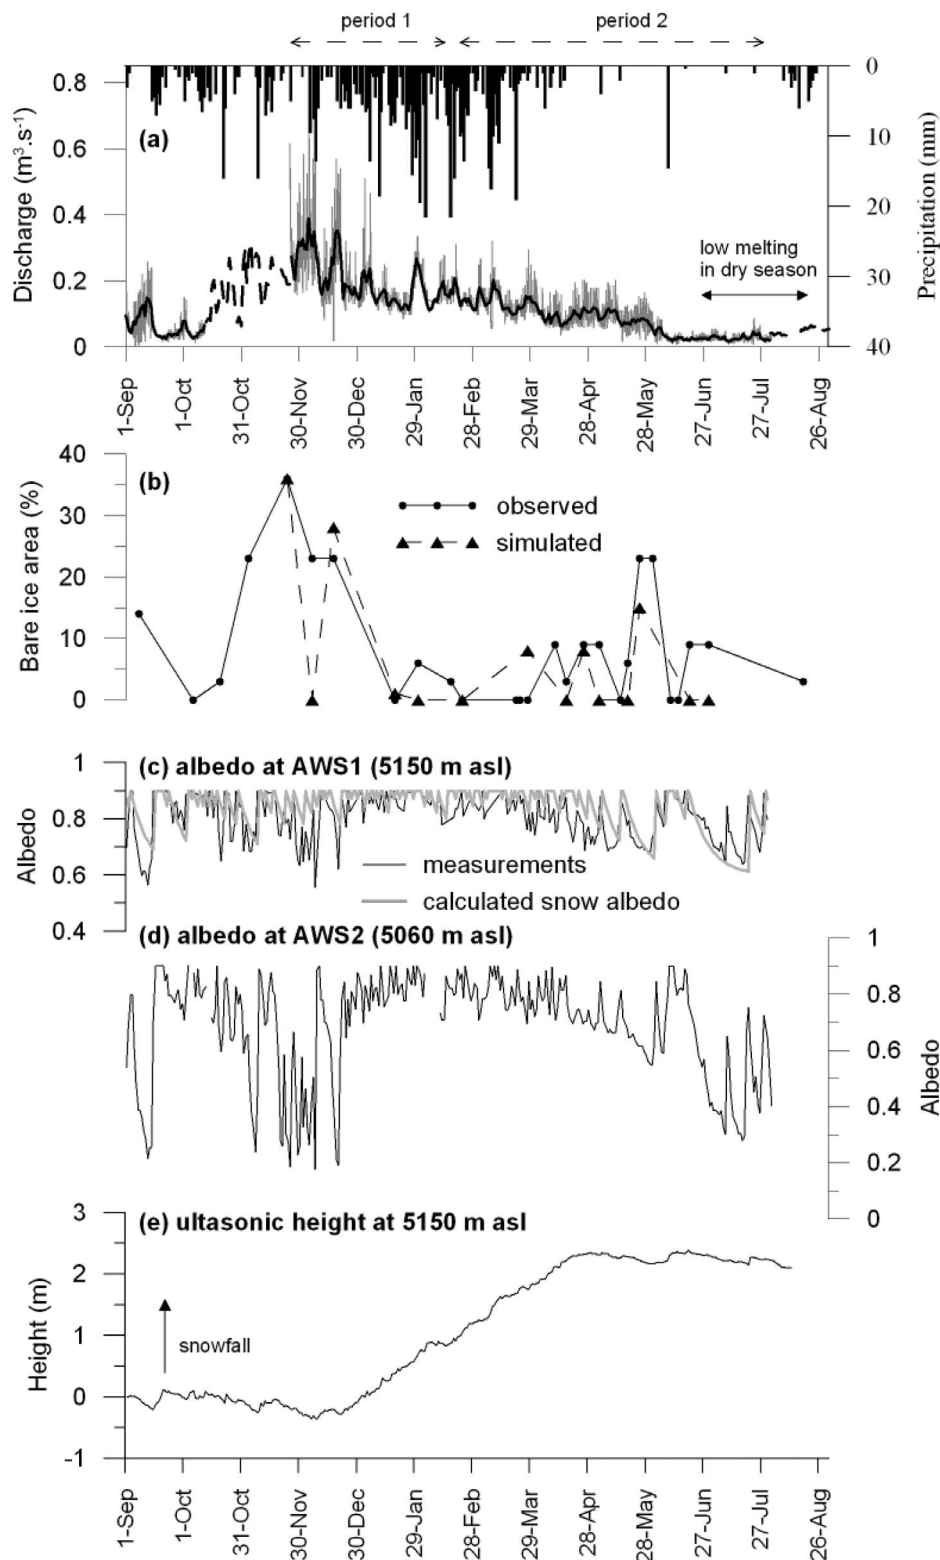 period 1
period 2
0.8
0.6
0.4
0.2
0
Discharge (m³.s⁻¹)
(a)
0
10
20
30
40
Precipitation (mm)
low melting
in dry season
1-Sep
1-Oct
31-Oct
30-Nov
30-Dec
29-Jan
28-Feb
29-Mar
28-Apr
28-May
27-Jun
27-Jul
26-Aug
40
30
20
10
0
Bare ice area (%)
(b)
observed
simulated
(c) albedo at AWS1 (5150 m asl)
1
0.8
0.6
0.4
Albedo
measurements
calculated snow albedo
(d) albedo at AWS2 (5060 m asl)
1
0.8
0.6
0.4
0.2
0
Albedo
(e) ultasonic height at 5150 m asl
3
2
1
0
-1
Height (m)
snowfall
1-Sep
1-Oct
31-Oct
30-Nov
30-Dec
29-Jan
28-Feb
29-Mar
28-Apr
28-May
27-Jun
27-Jul
26-Aug